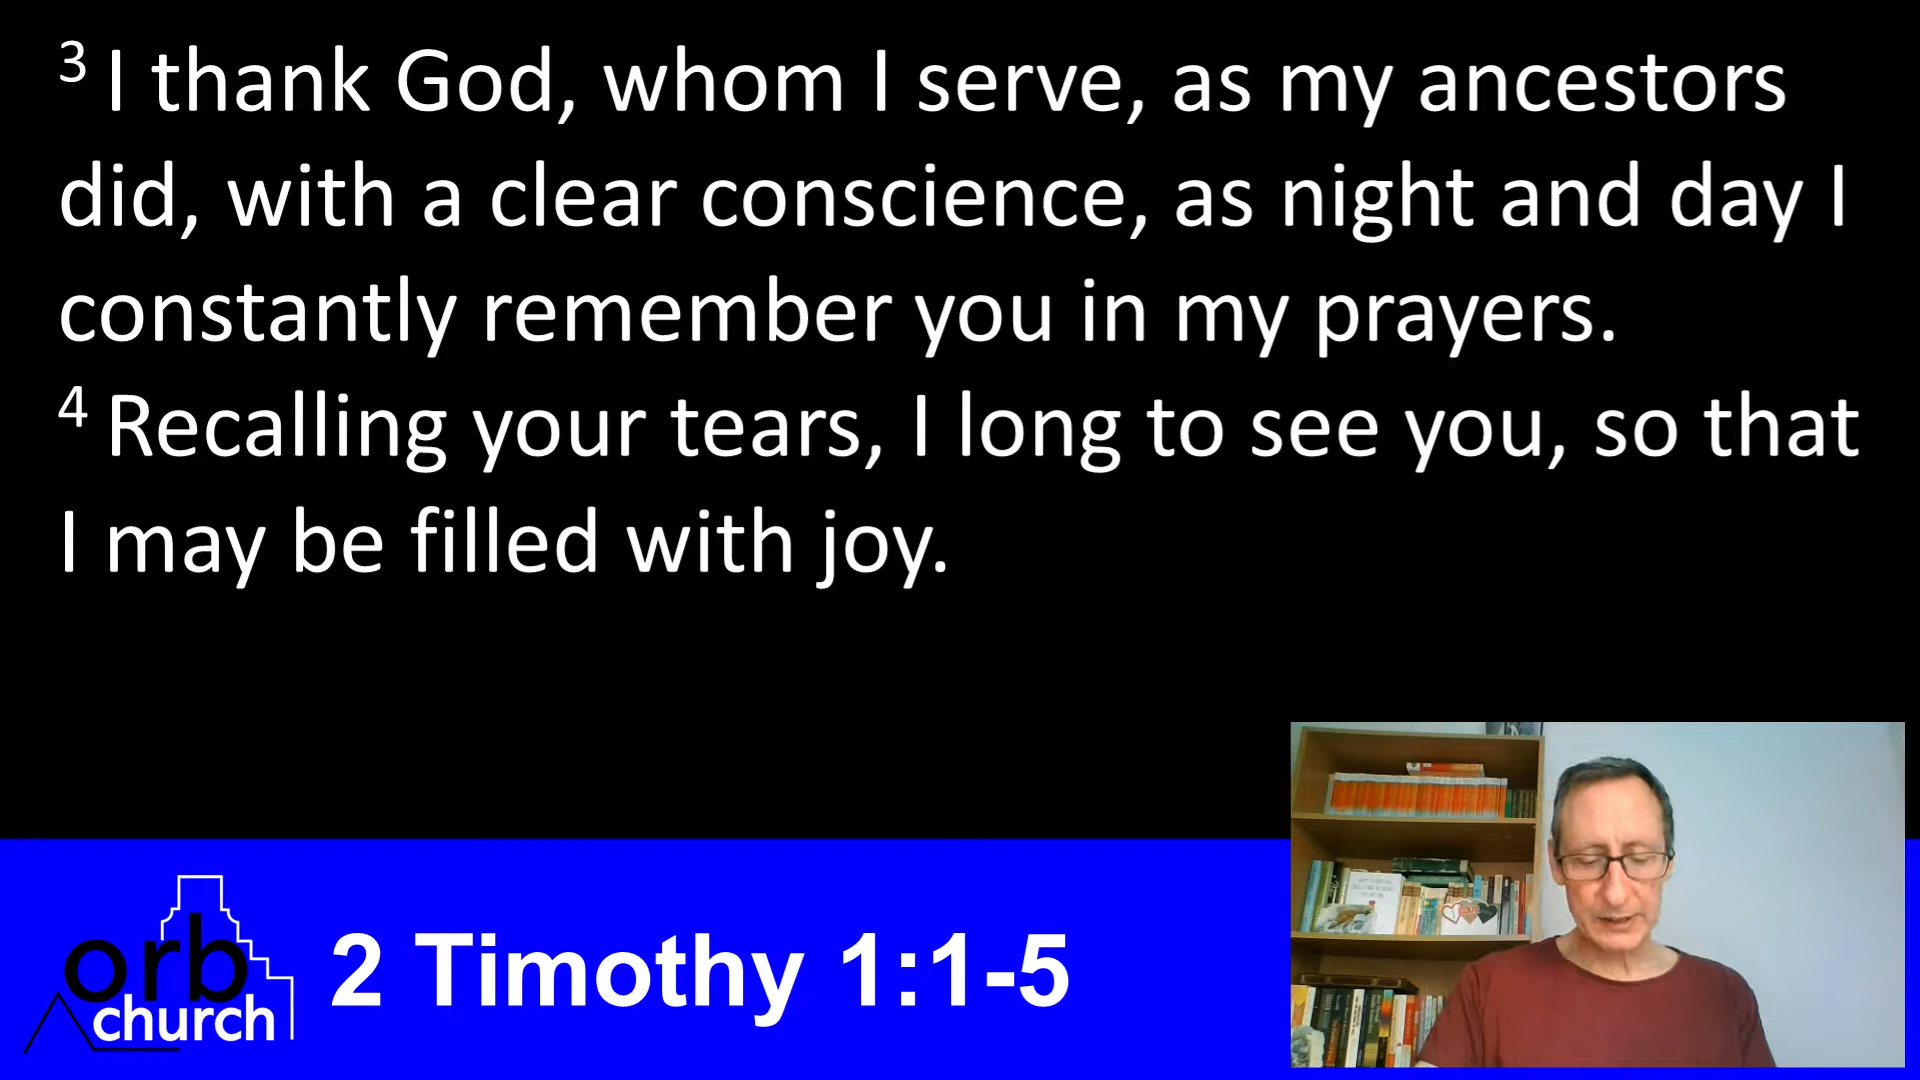 3 I thank God, whom I serve, as my ancestors
did, with a clear conscience, as night and day I
constantly remember you in my prayers.
4 Recalling your tears, I long to see you, so that
I may be filled with joy.
orb
church
2 Timothy 1:1-5